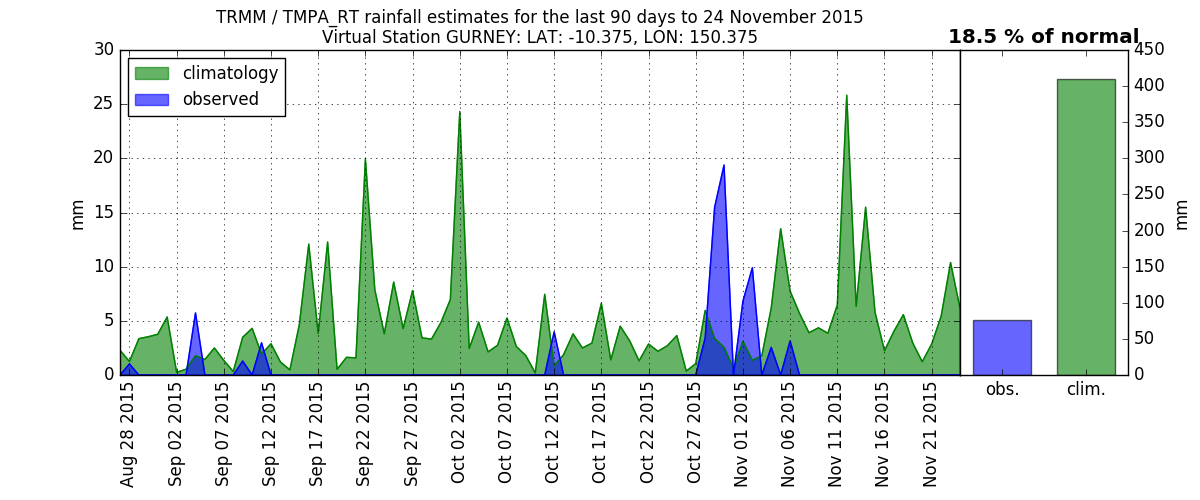 TRMM / TMPA_RT rainfall estimates for the last 90 days to 24 November 2015
Virtual Station GURNEY: LAT: -10.375, LON: 150.375
18.5 % of normal
climatology
observed
mm
30
25
20
15
10
5
0
Aug 28 2015
Sep 02 2015
Sep 07 2015
Sep 12 2015
Sep 17 2015
Sep 22 2015
Sep 27 2015
Oct 02 2015
Oct 07 2015
Oct 12 2015
Oct 17 2015
Oct 22 2015
Oct 27 2015
Nov 01 2015
Nov 06 2015
Nov 11 2015
Nov 16 2015
Nov 21 2015
obs.
clim.
450
400
350
300
250
200
150
100
50
0
mm